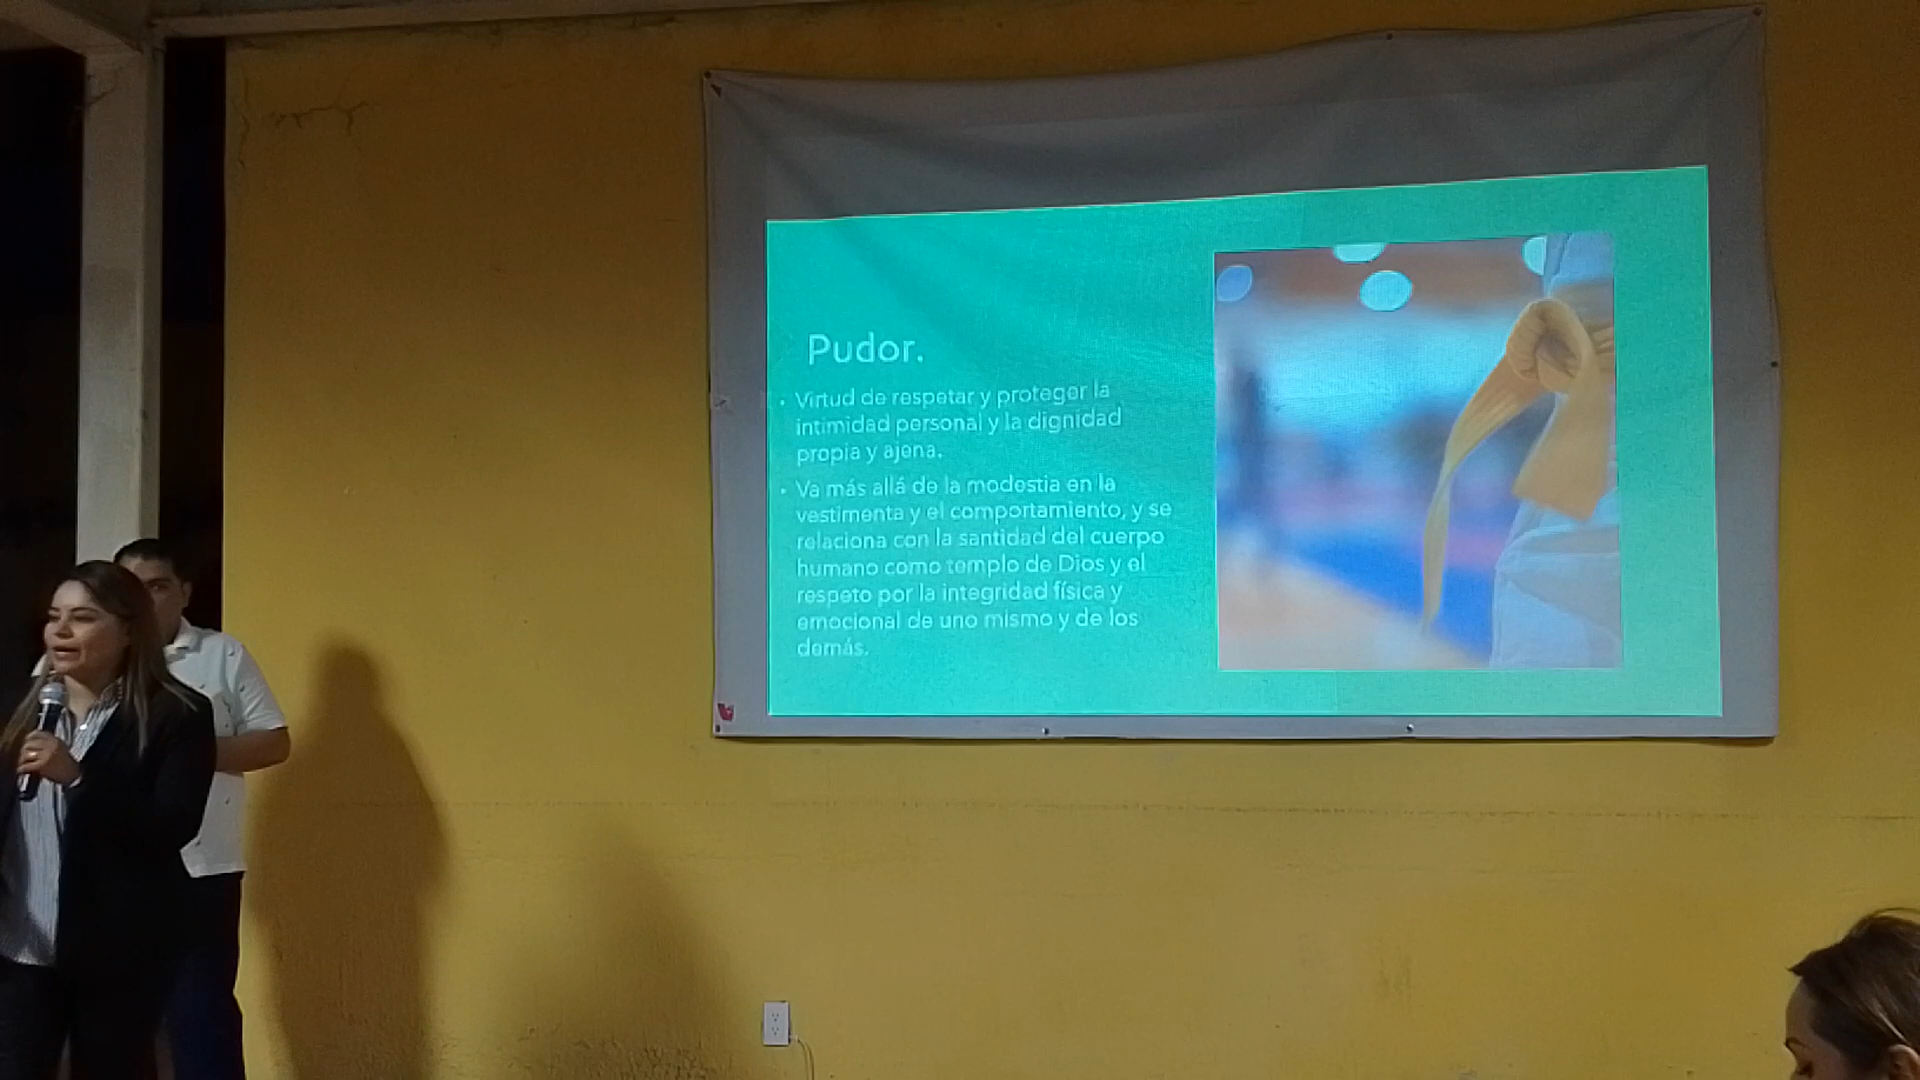 Pudor.
• Virtud de respetar y proteger la
intimidad personal y la dignidad
propia y ajena.
• Va más allá de la modestia en la
vestimenta y el comportamiento, y se
relaciona con la santidad del cuerpo
humano como templo de Dios y el
respeto por la integridad física y
emocional de uno mismo y de los
demás.